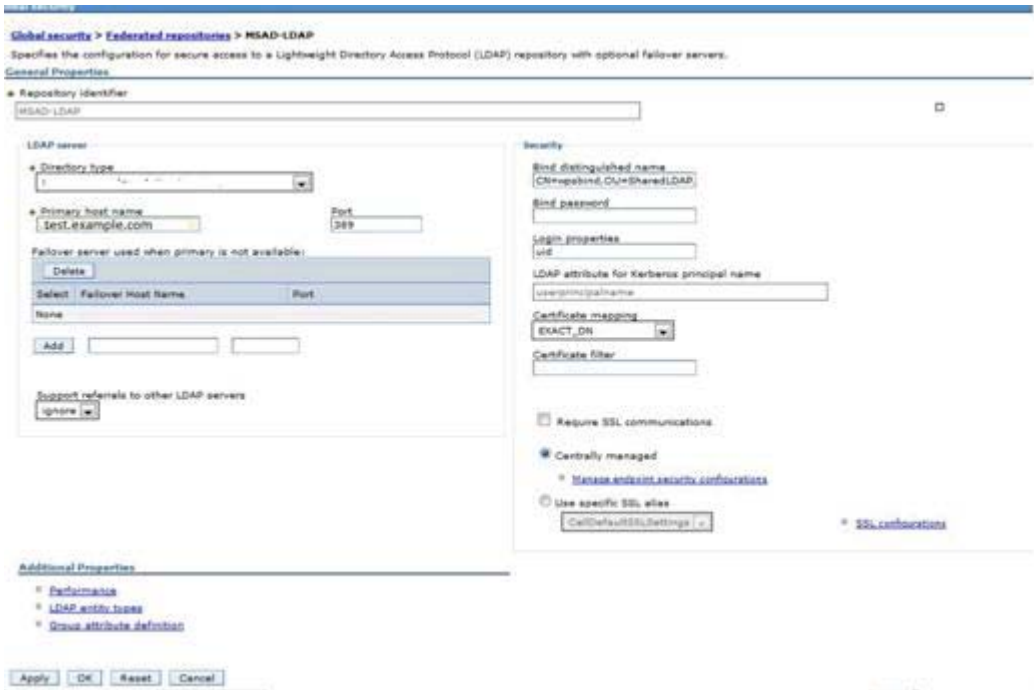 Global security
Global security > Federated repositories > MSAD-LDAP
Specifies the configuration for secure access to a Lightweight Directory Access Protocol (LDAP) repository with optional failover servers.
General Properties
* Repository identifier
MSAD-LDAP
LDAP server
* Directory type
* Primary host name
test.example.com
Port
389
Failover server used when primary is not available:
Delete
Select Failover Host Name Port
None
Add
Support referrals to other LDAP servers
ignore
Security
Bind distinguished name
CN=wpsbind,OU=SharedLDAP,
Bind password
Login properties
uid
LDAP attribute for Kerberos principal name
userprincipalname
Certificate mapping
EXACT_DN
Certificate filter
Require SSL communications
Centrally managed
Manage endpoint security configurations
Use specific SSL alias
CellDefaultSSLSettings
SSL configurations
Additional Properties
Performance
LDAP entity types
Group attribute definition
Apply OK Reset Cancel